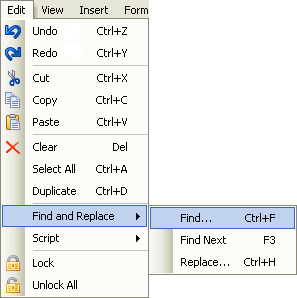 Edit View Insert Form
Undo Ctrl+Z
Redo Ctrl+Y
Cut Ctrl+X
Copy Ctrl+C
Paste Ctrl+V
Clear Del
Select All Ctrl+A
Duplicate Ctrl+D
Find and Replace
Find... Ctrl+F
Script
Find Next F3
Lock
Replace... Ctrl+H
Unlock All